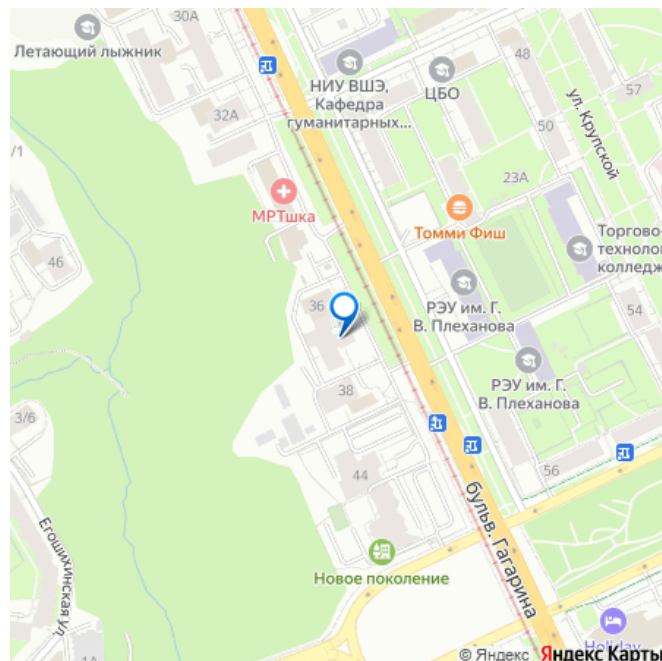 30А
Летающий лыжник
48
НИУ ВШЭ,
Кафедра
гуманитарных...
ЦБО
57
ул. Крупской
32А
50
/1
23А
МРТшка
Томми Фиш
Торгово-
технолог
колледж
46
36
РЭУ им. Г.
В. Плеханова
54
РЭУ им. Г.
В. Плеханова
38
3/6
44
56
бульв. Гагарина
Егошихинская ул.
Новое поколение
1А
Holiday
© Яндекс Яндекс Карты